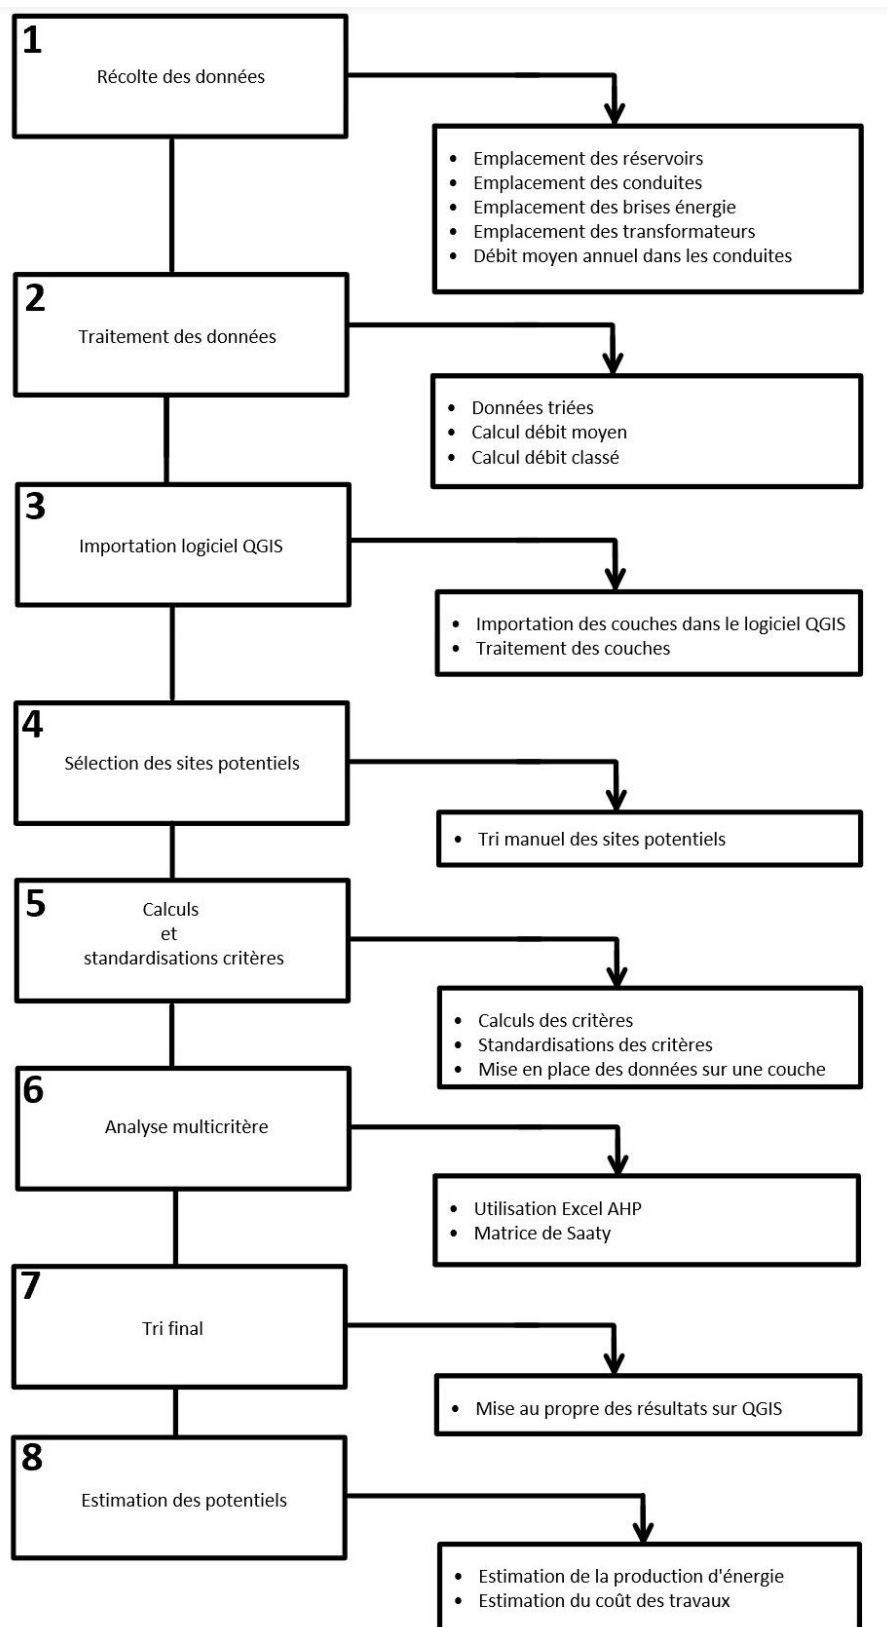 1
Récolte des données
• Emplacement des réservoirs
• Emplacement des conduites
• Emplacement des brises énergie
• Emplacement des transformateurs
• Débit moyen annuel dans les conduites
2
Traitement des données
• Données triées
• Calcul débit moyen
• Calcul débit classé
3
Importation logiciel QGIS
• Importation des couches dans le logiciel QGIS
• Traitement des couches
4
Sélection des sites potentiels
• Tri manuel des sites potentiels
5
Calculs
et
standardisations critères
• Calculs des critères
• Standardisations des critères
• Mise en place des données sur une couche
6
Analyse multicritère
• Utilisation Excel AHP
• Matrice de Saaty
7
Tri final
• Mise au propre des résultats sur QGIS
8
Estimation des potentiels
• Estimation de la production d'énergie
• Estimation du coût des travaux